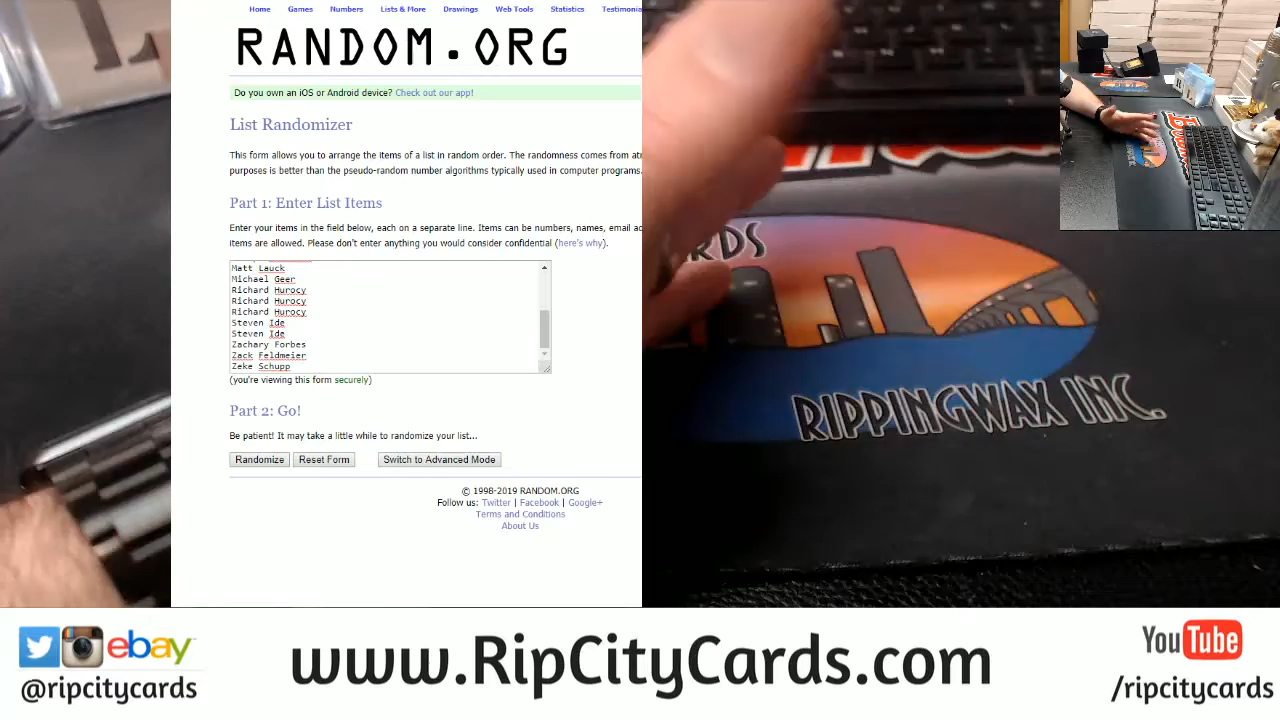 Home Games Numbers Lists & More Drawings Web Tools Statistics
RANDOM.ORG
Do you own an iOS or Android device? Check out our app!
List Randomizer
This form allows you to arrange the items of a list in random order. The randomness comes from
purposes is better than the pseudo-random number algorithms typically used in computer programs.
Part 1: Enter List Items
Enter your items in the field below, each on a separate line. Items can be numbers, names, email
items are allowed. Please don't enter anything you would consider confidential (here's why).
Matt Lauck
Michael Geer
Richard Hurocy
Richard Hurocy
Richard Hurocy
Steven Ide
Steven Ide
Zachary Forbes
Zack Feldmeier
Zeke Schupp
(you're viewing this form securely)
Part 2: Go!
Be patient! It may take a little while to randomize your list...
Randomize Reset Form Switch to Advanced Mode
© 1998-2019 RANDOM.ORG
Follow us: Twitter | Facebook | Google+
Terms and Conditions
About Us
RIPPINGWAX INC.
ebay
@ripcitycards
www.RipCityCards.com
YouTube
/ripcitycards